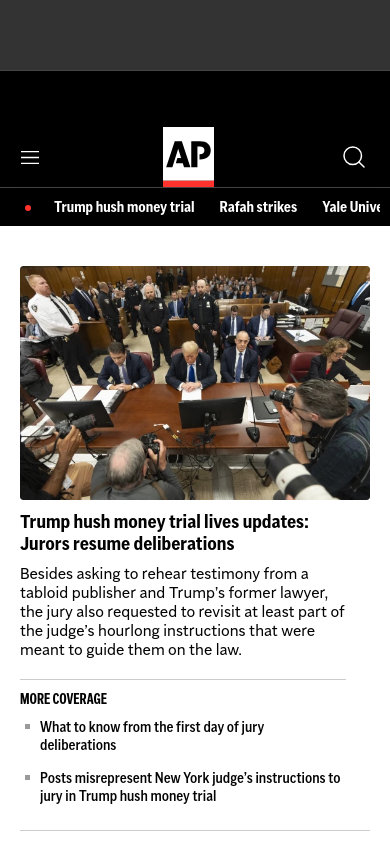 AP
Trump hush money trial
Rafah strikes
Yale Unive
Trump hush money trial lives updates:
Jurors resume deliberations
Besides asking to rehear testimony from a
tabloid publisher and Trump’s former lawyer,
the jury also requested to revisit at least part of
the judge’s hourlong instructions that were
meant to guide them on the law.
MORE COVERAGE
What to know from the first day of jury
deliberations
Posts misrepresent New York judge’s instructions to
jury in Trump hush money trial